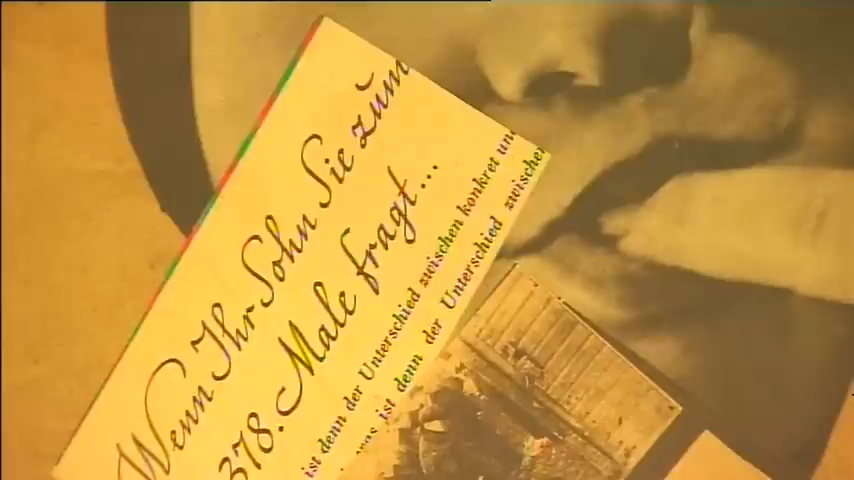 Wenn Ihr Sohn Sie zum
378. Male fragt...
ist denn der Unterschied zwischen konkret und
ist denn der Unterschied zwischen